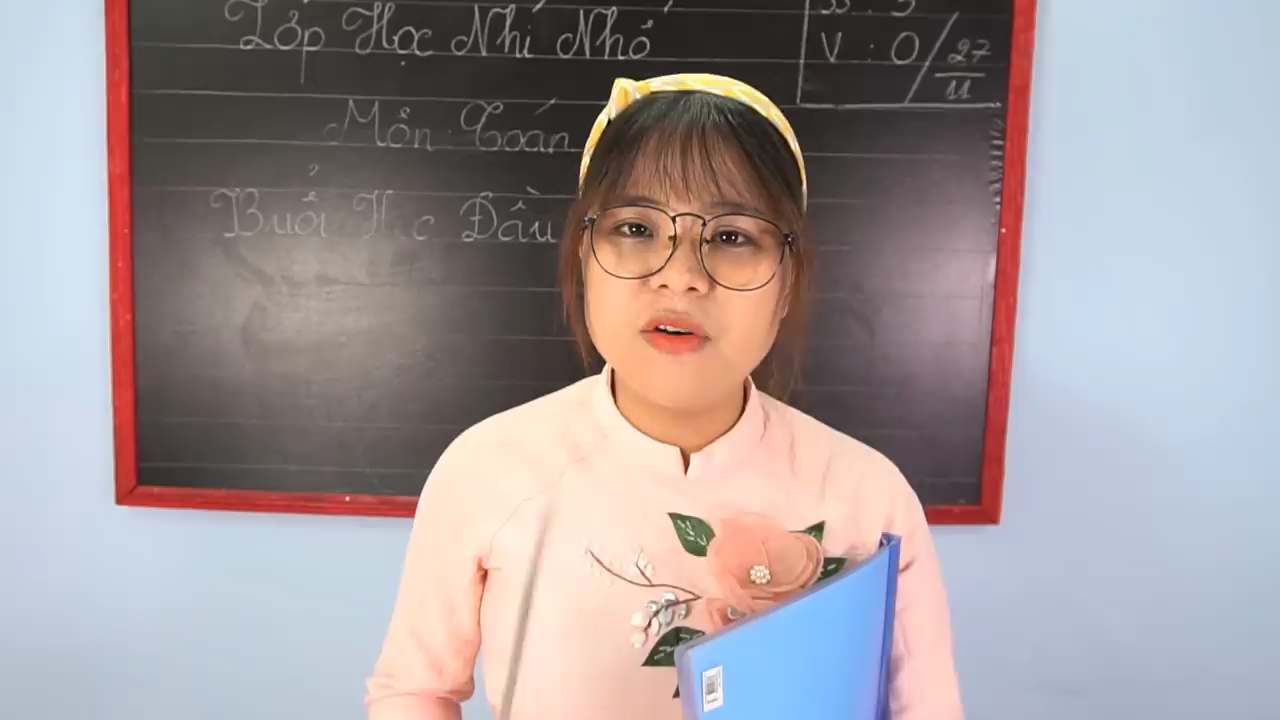 Lớp Học Nhí Nhố
V : 0
27
11
Môn Toán
Buổi Học Đầu